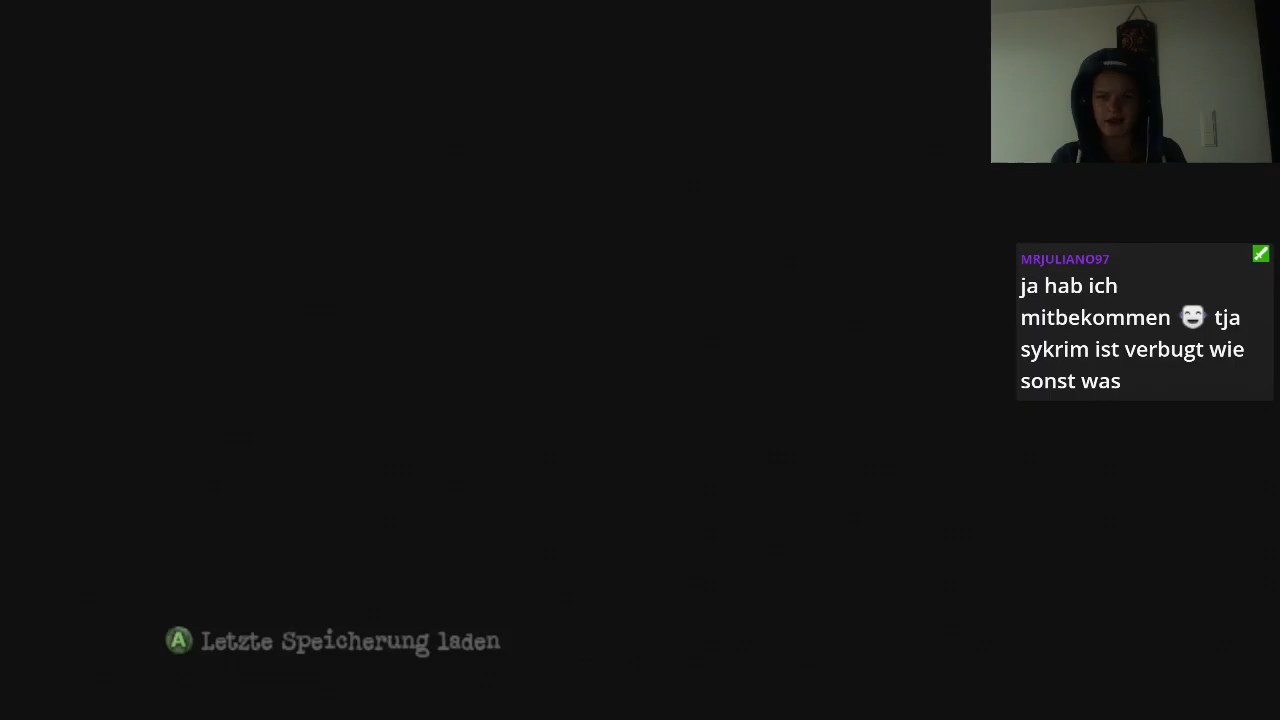 MRJULIANO97
ja hab ich
mitbekommen tja
sykrim ist verbugt wie
sonst was
A Letzte Speicherung laden